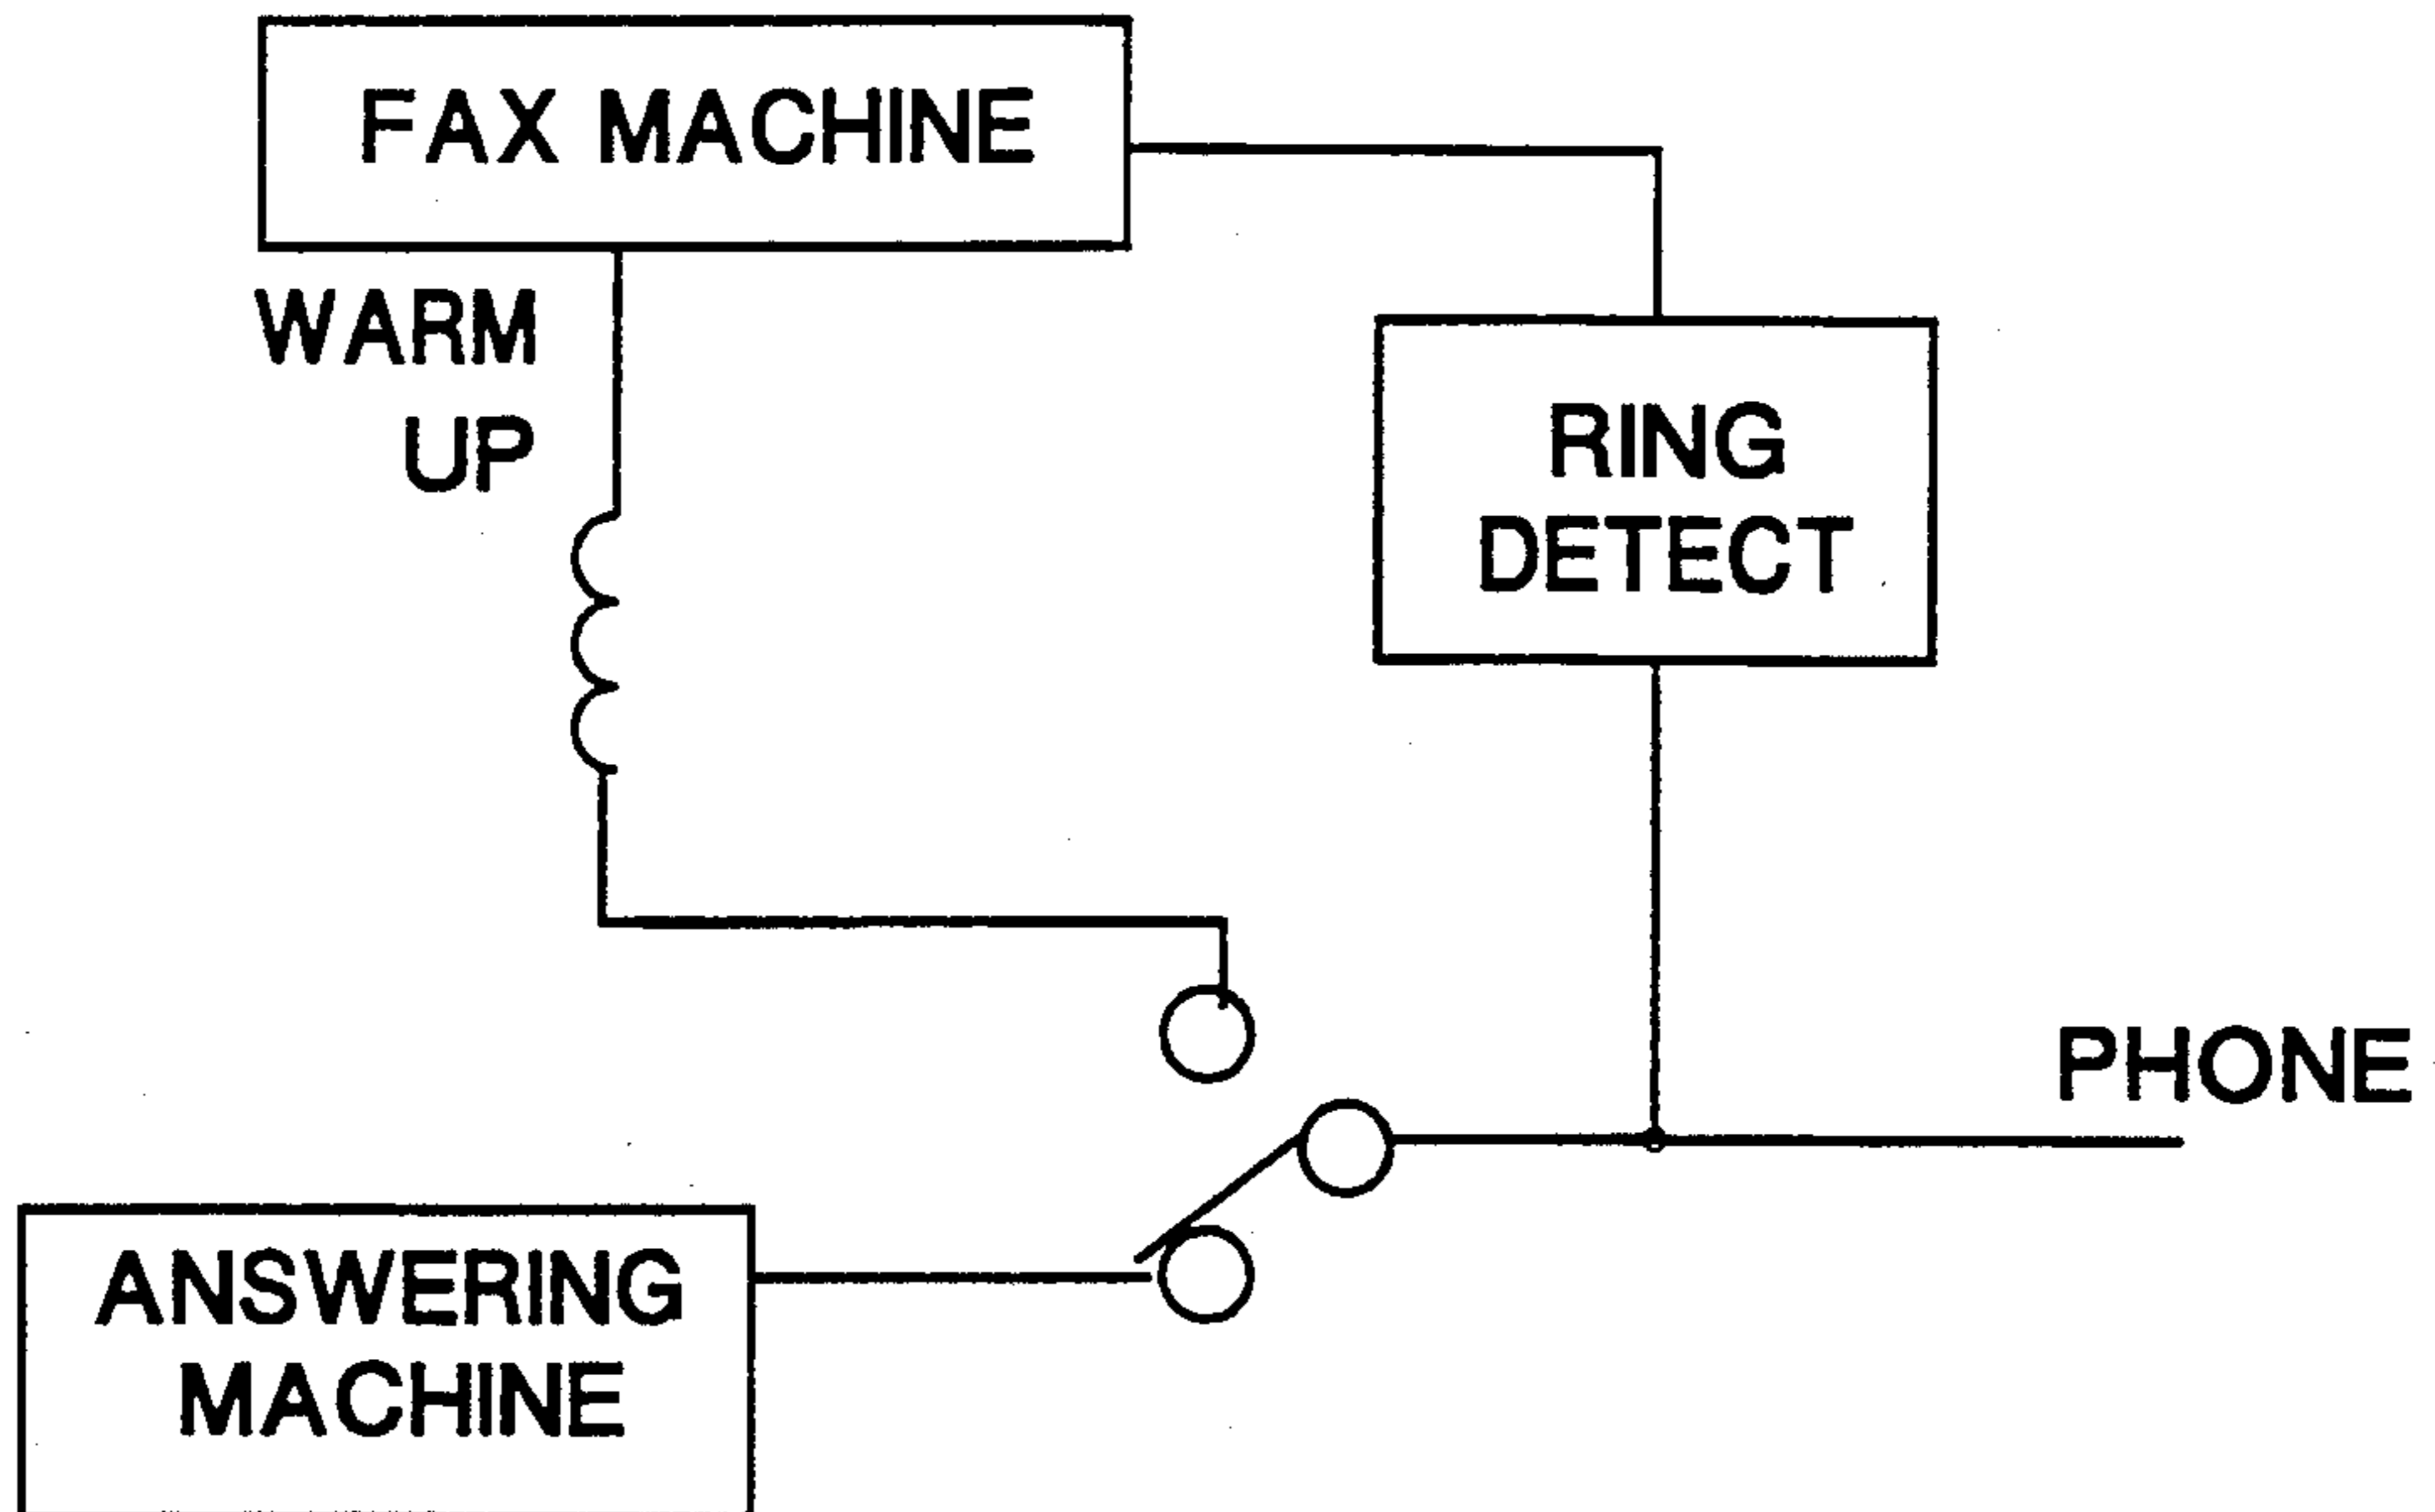 FAX MACHINE
WARM
UP
RING
DETECT
PHONE
ANSWERING
MACHINE